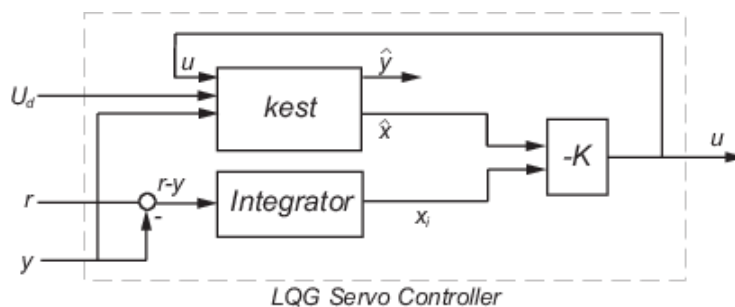 u
ŷ
U_d
kest
x̂
-K
u
r-y
r
-
Integrator
x_i
y
LQG Servo Controller